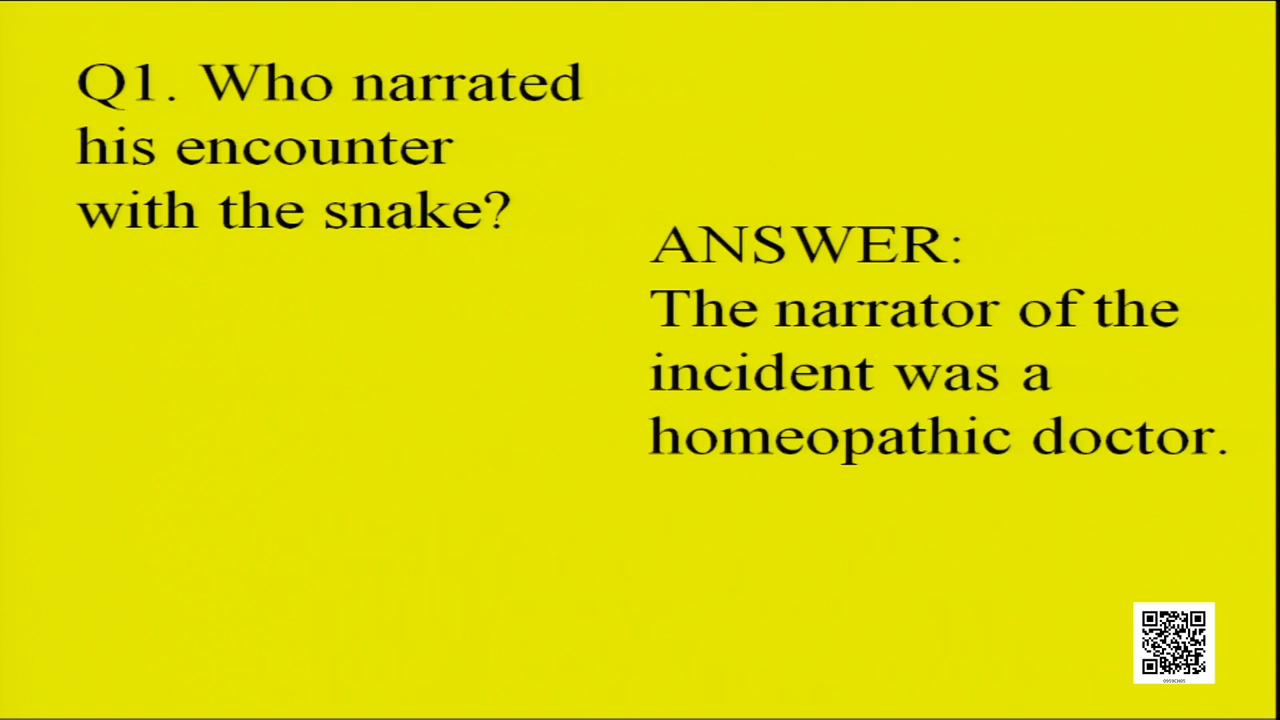 Q1. Who narrated
his encounter
with the snake?
ANSWER:
The narrator of the
incident was a
homeopathic doctor.